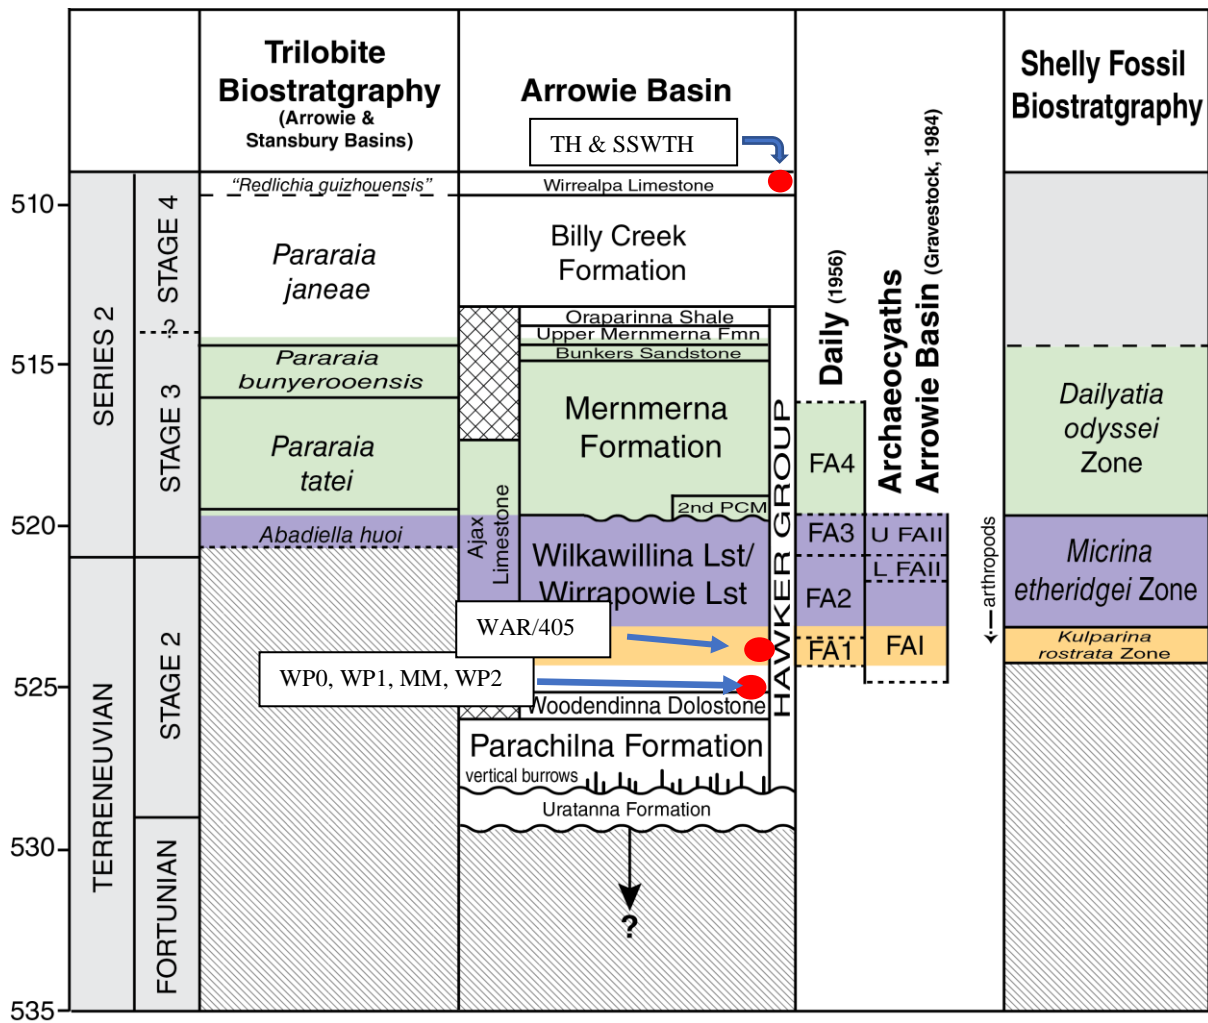 Trilobite
Biostratgraphy
(Arrowie &
Stansbury Basins)
Arrowie Basin
Shelly Fossil
Biostratgraphy
TH & SSWTH
Daily (1956)
Archaeocyaths
Arrowie Basin (Gravestock, 1984)
510
515
520
525
530
535
SERIES 2
TERRENEUVIAN
STAGE 4
?
STAGE 3
STAGE 2
FORTUNIAN
“Redlichia guizhouensis”
Pararaia
janeae
Pararaia
bunyerooensis
Pararaia
tatei
Abadiella huoi
Wirrealpa Limestone
Billy Creek
Formation
Oraparinna Shale
Upper Mernmerna Fmn
Bunkers Sandstone
Mernmerna
Formation
2nd PCM
Ajax
Limestone
Wilkawillina Lst/
Wirrapowie Lst
WAR/405
WP0, WP1, MM, WP2
Woodendinna Dolostone
Parachilna Formation
vertical burrows
Uratanna Formation
?
HAWKER GROUP
FA4
FA3
FA2
FA1
U FAII
L FAII
FAI
arthropods
Dailyatia
odyssei
Zone
Micrina
etheridgei Zone
Kulparina
rostrata Zone